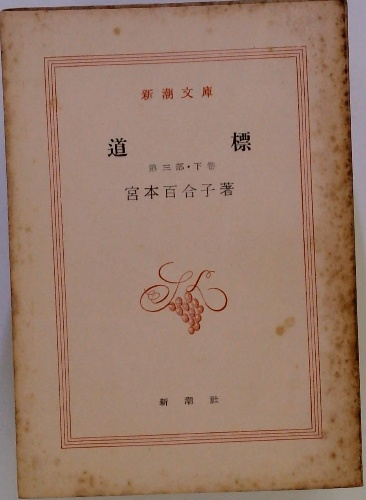 新潮文庫
道標
第三部・下巻
宮本百合子著
新潮社